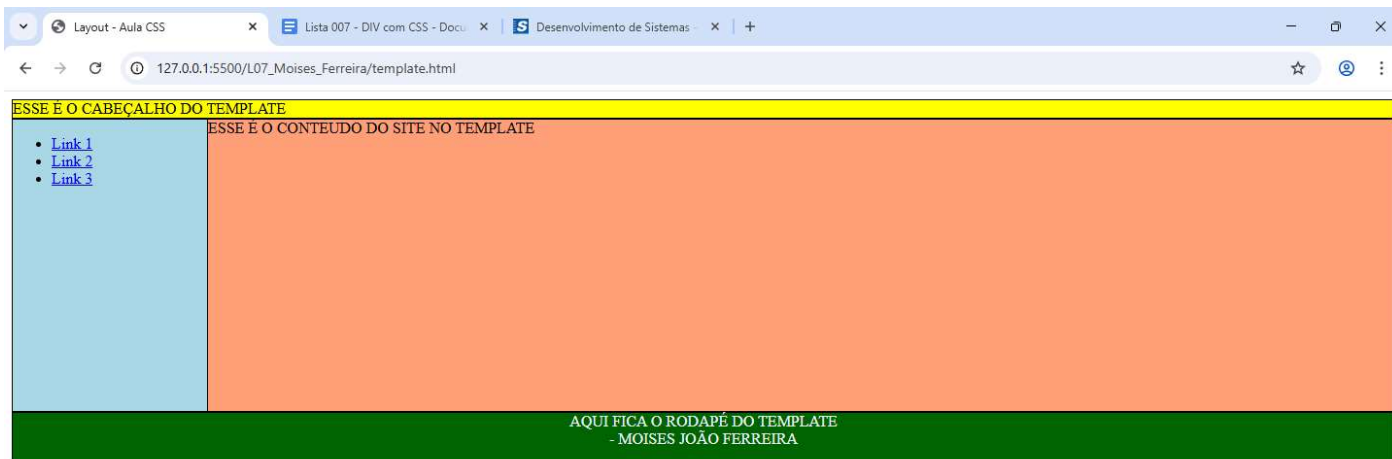 Layout - Aula CSS
Lista 007 - DIV com CSS - Docu
Desenvolvimento de Sistemas -
127.0.0.1:5500/L07_Moises_Ferreira/template.html
ESSE É O CABEÇALHO DO TEMPLATE
ESSE É O CONTEUDO DO SITE NO TEMPLATE
Link 1
Link 2
Link 3
AQUI FICA O RODAPÉ DO TEMPLATE
- MOISES JOÃO FERREIRA